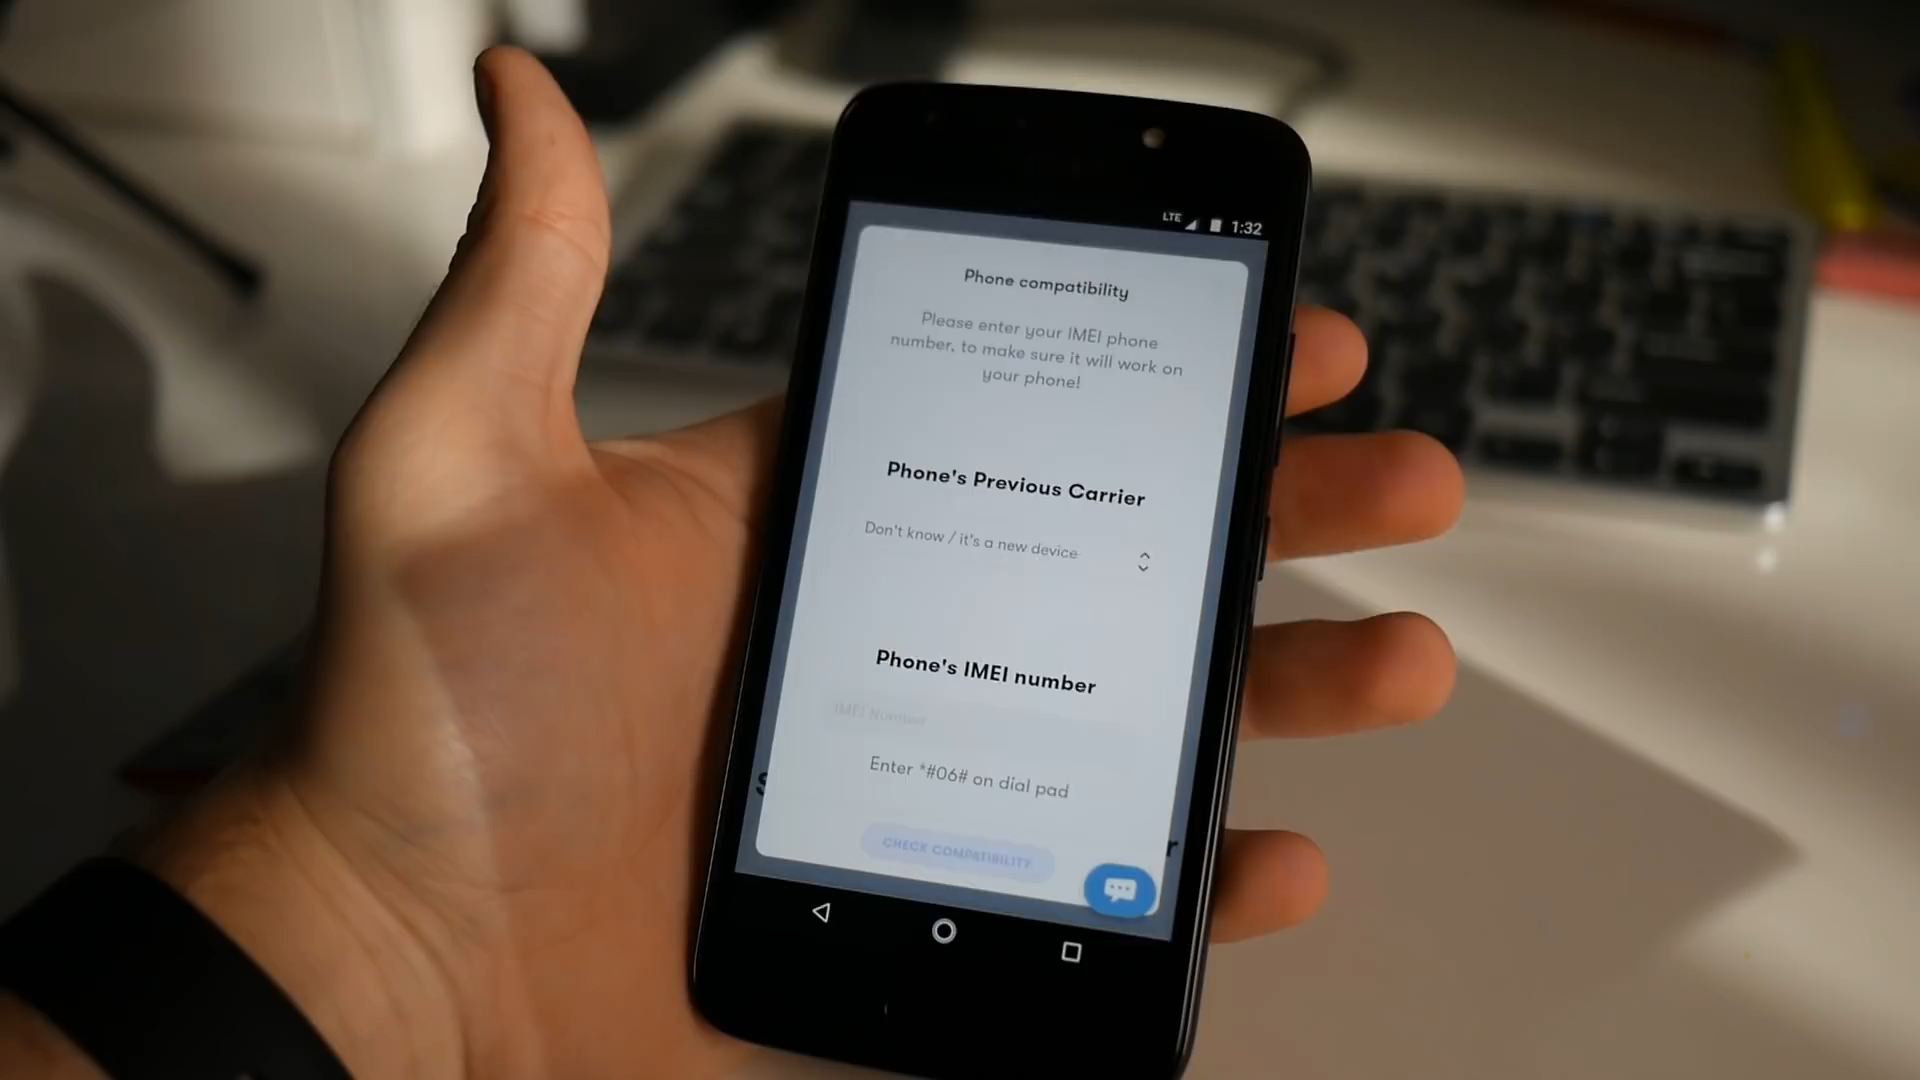 LTE 1:32
Phone compatibility
Please enter your IMEI phone
number, to make sure it will work on
your phone!
Phone's Previous Carrier
Don't know / it's a new device
Phone's IMEI number
IMEI Number
Enter *#06# on dial pad
CHECK COMPATIBILITY